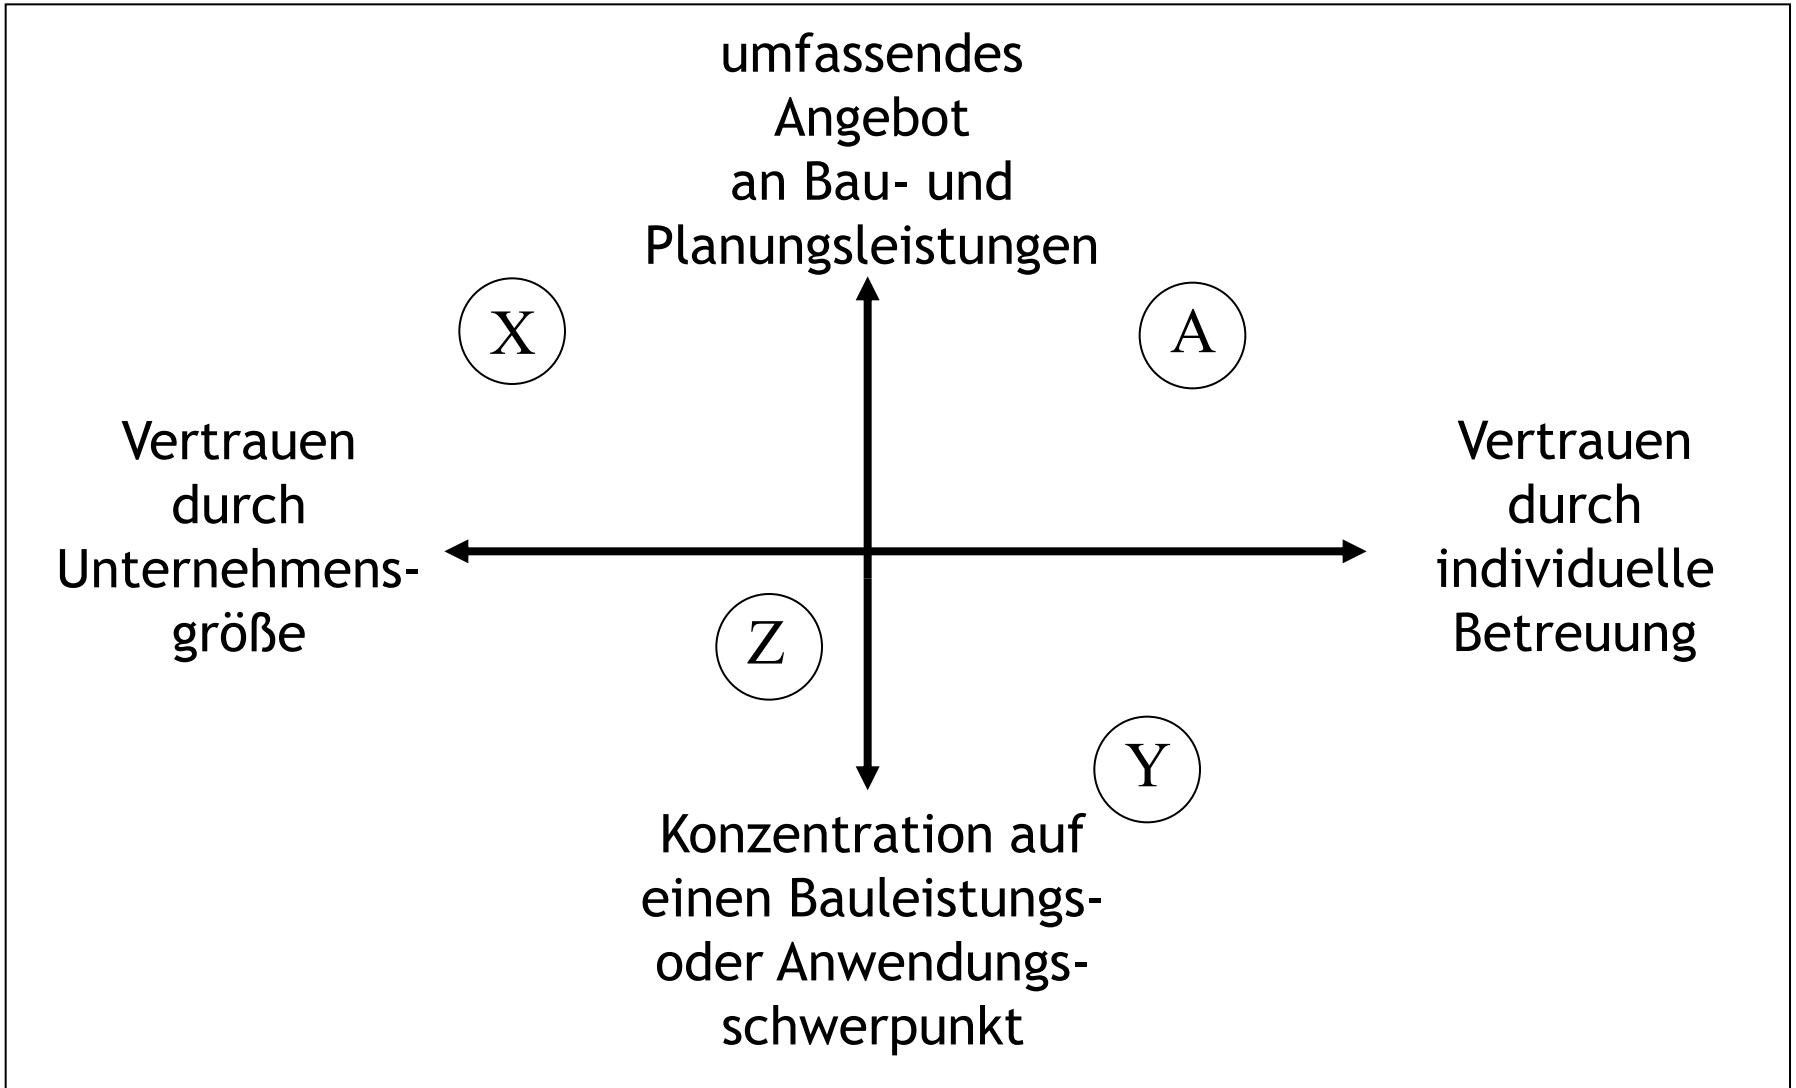 umfassendes
Angebot
an Bau- und
Planungsleistungen
X
A
Vertrauen
durch
Unternehmens-
größe
Vertrauen
durch
individuelle
Betreuung
Z
Y
Konzentration auf
einen Bauleistungs-
oder Anwendungs-
schwerpunkt